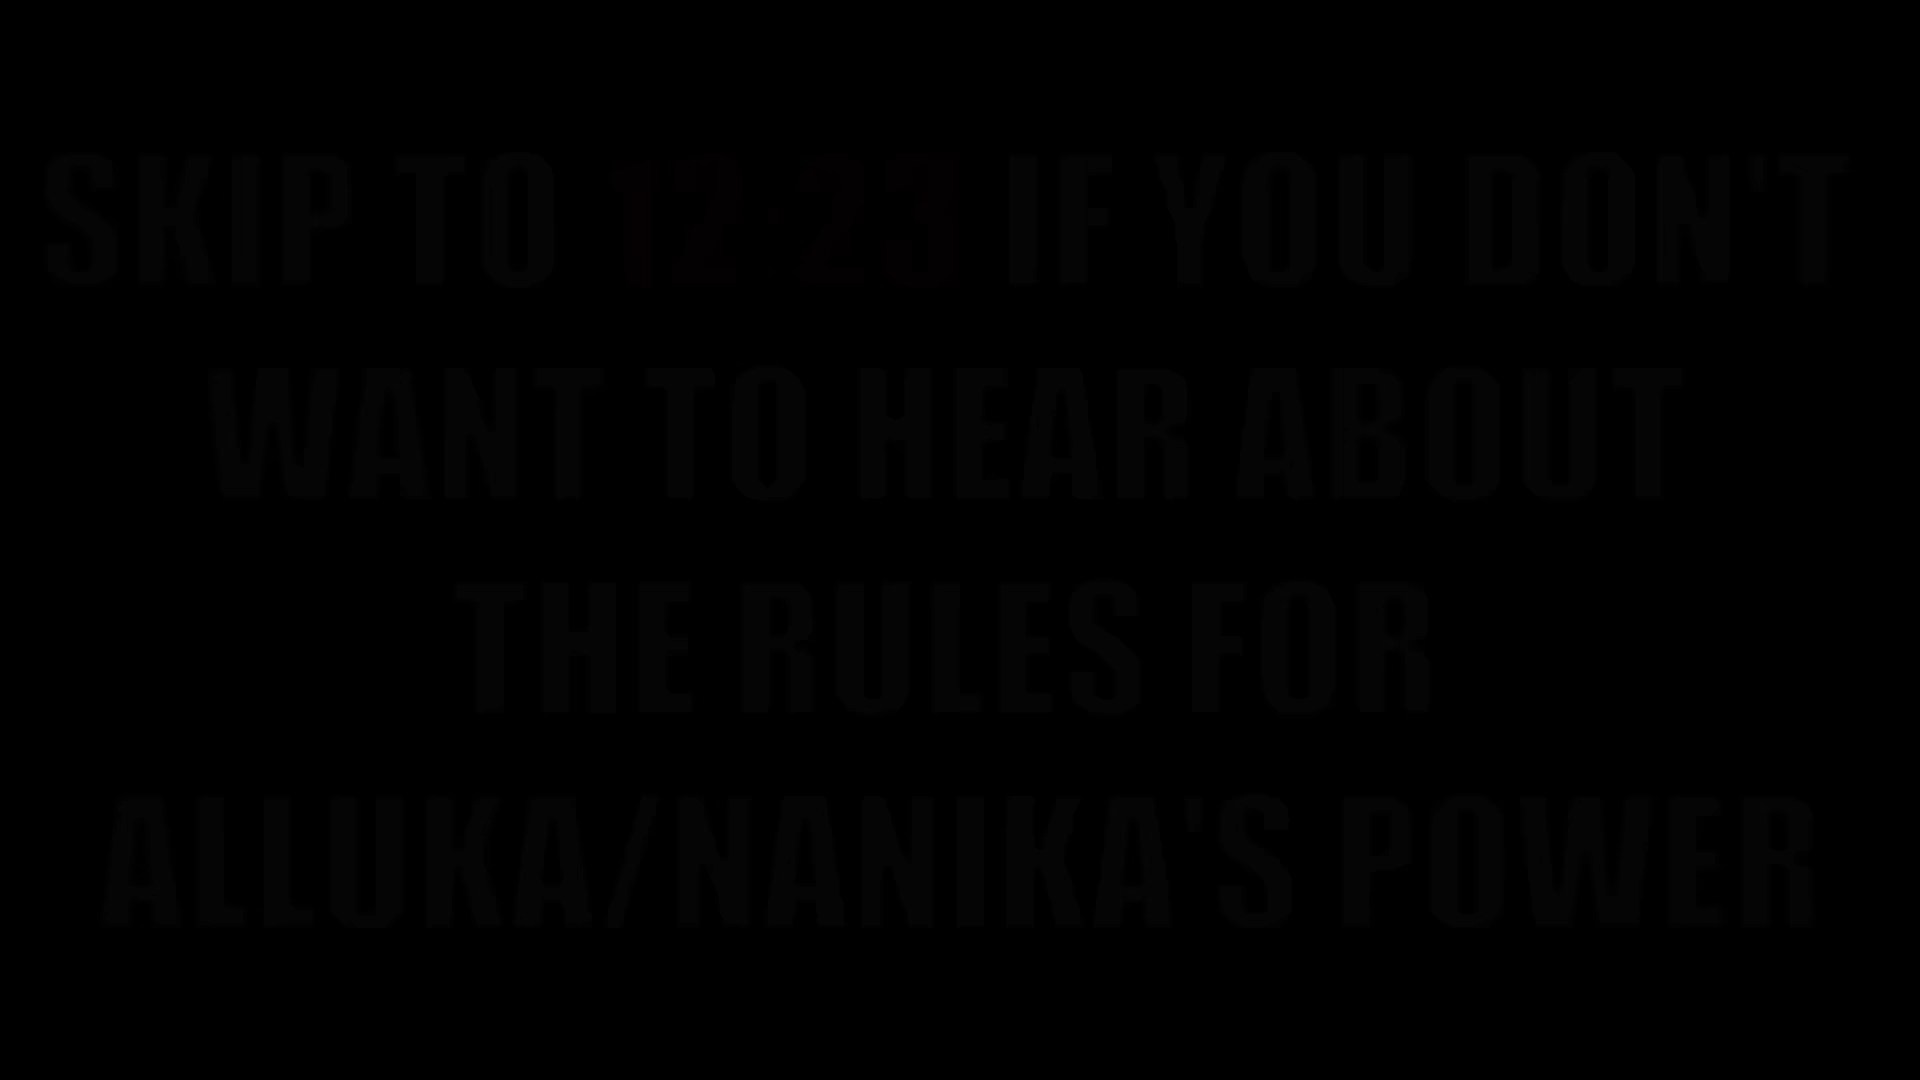 SKIP TO 12:23 IF YOU DON'T
WANT TO HEAR ABOUT
THE RULES FOR
ALLUKA/NANIKA'S POWER